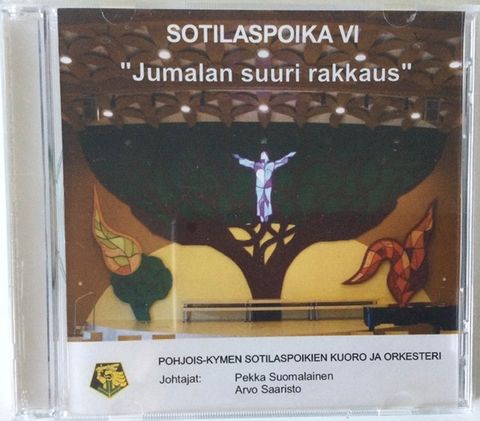 SOTILASPOIKA VI
"Jumalan suuri rakkaus"
POHJOIS-KYMEN SOTILASPOIKIEN KUORO JA ORKESTERI
Johtajat: Pekka Suomalainen
Arvo Saaristo